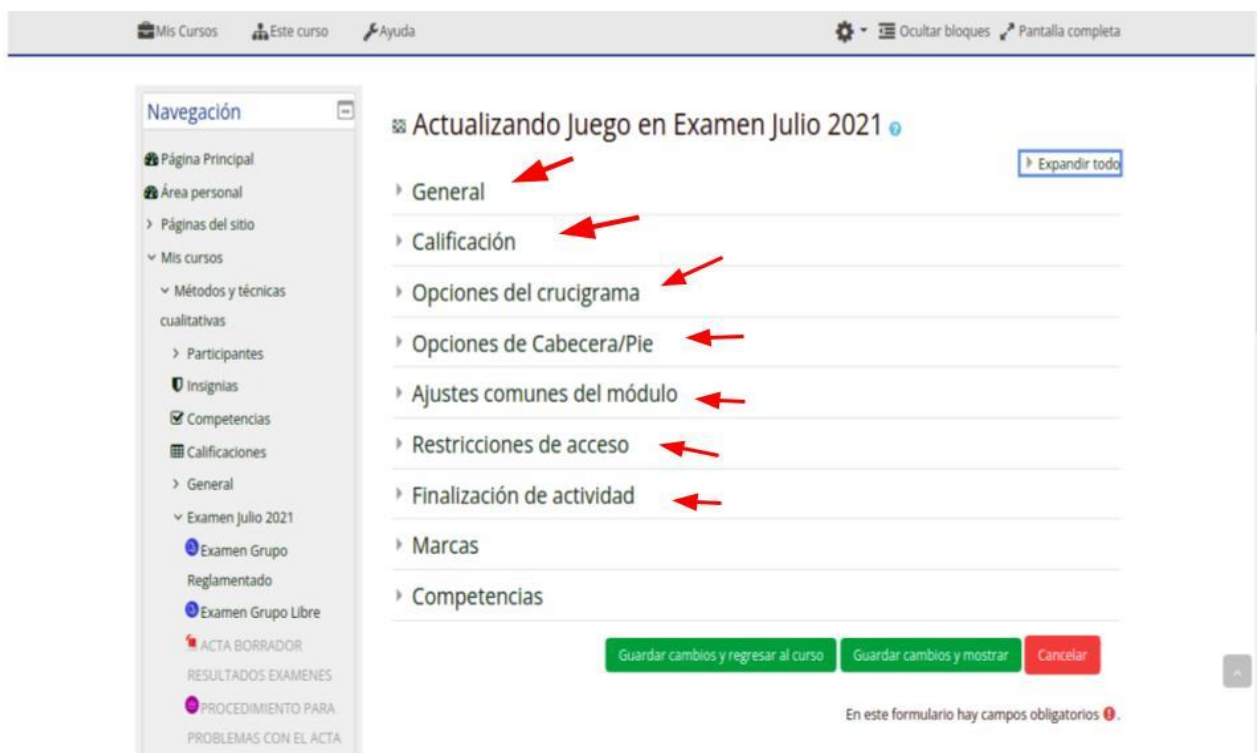 Mis Cursos Este curso Ayuda Ocultar bloques Pantalla completa
Navegación
Página Principal
Área personal
Páginas del sitio
Mis cursos
Métodos y técnicas
cualitativas
Participantes
Insignias
Competencias
Calificaciones
General
Examen Julio 2021
Examen Grupo
Reglamentado
Examen Grupo Libre
ACTA BORRADOR
RESULTADOS EXAMENES
PROCEDIMIENTO PARA
PROBLEMAS CON EL ACTA
Actualizando Juego en Examen Julio 2021
Expandir todo
General
Calificación
Opciones del crucigrama
Opciones de Cabecera/Pie
Ajustes comunes del módulo
Restricciones de acceso
Finalización de actividad
Marcas
Competencias
Guardar cambios y regresar al curso Guardar cambios y mostrar Cancelar
En este formulario hay campos obligatorios .